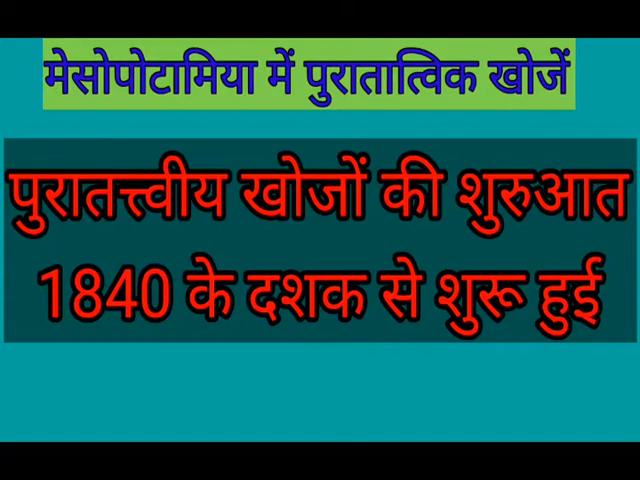 मेसोपोटामिया में पुरातात्विक खोजें
पुरातत्त्वीय खोजों की शुरुआत
1840 के दशक से शुरू हुई